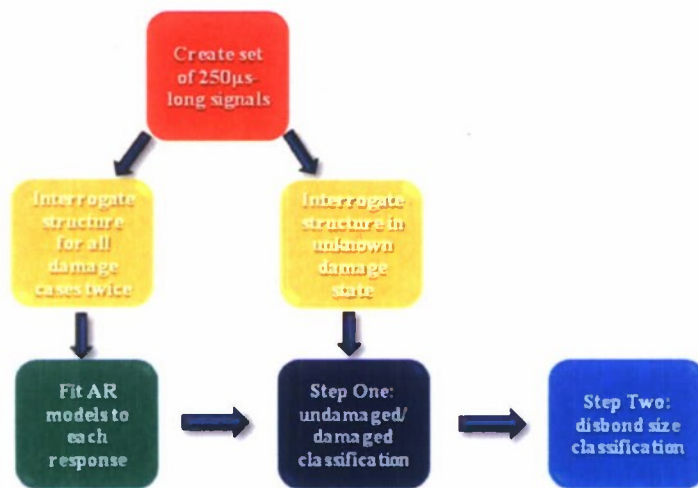 Create set
of 250μs-
long signals
Interrogate
structure
for all
damage
cases twice
Interrogate
structure in
unknown
damage
state
Fit AR
models to
each
response
Step One:
undamaged/
damaged
classification
Step Two:
disbond size
classification